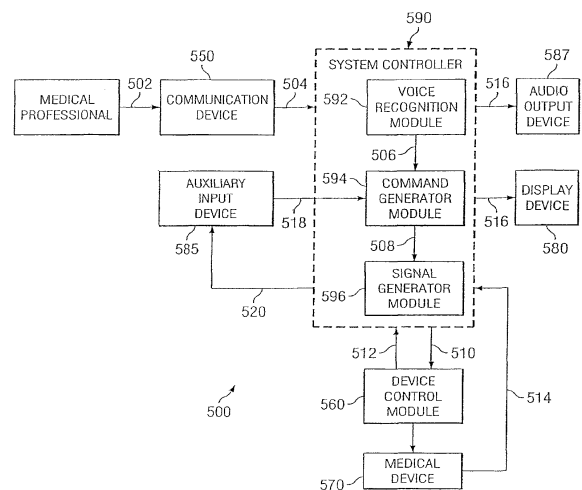 590
550
587
SYSTEM CONTROLLER
MEDICAL
PROFESSIONAL
502
COMMUNICATION
DEVICE
504
592
VOICE
RECOGNITION
MODULE
516
AUDIO
OUTPUT
DEVICE
506
594
AUXILIARY
INPUT
DEVICE
518
COMMAND
GENERATOR
MODULE
516
DISPLAY
DEVICE
585
508
580
596
SIGNAL
GENERATOR
MODULE
520
512
510
500
560
DEVICE
CONTROL
MODULE
514
570
MEDICAL
DEVICE